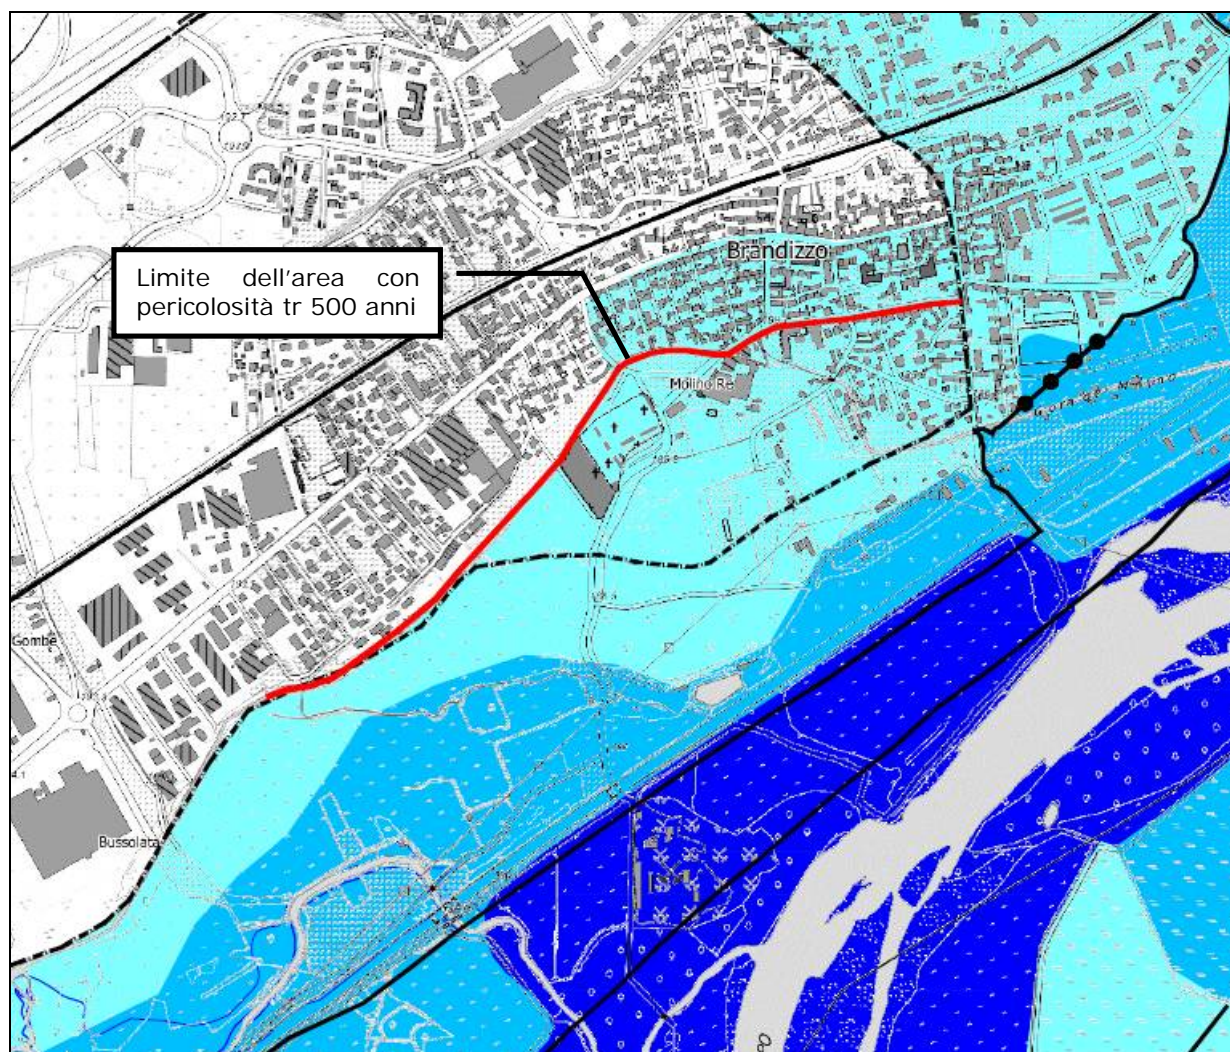 Limite dell'area con
pericolosità tr 500 anni
Brandizzo
Molino Re
Gombe
Bussolata